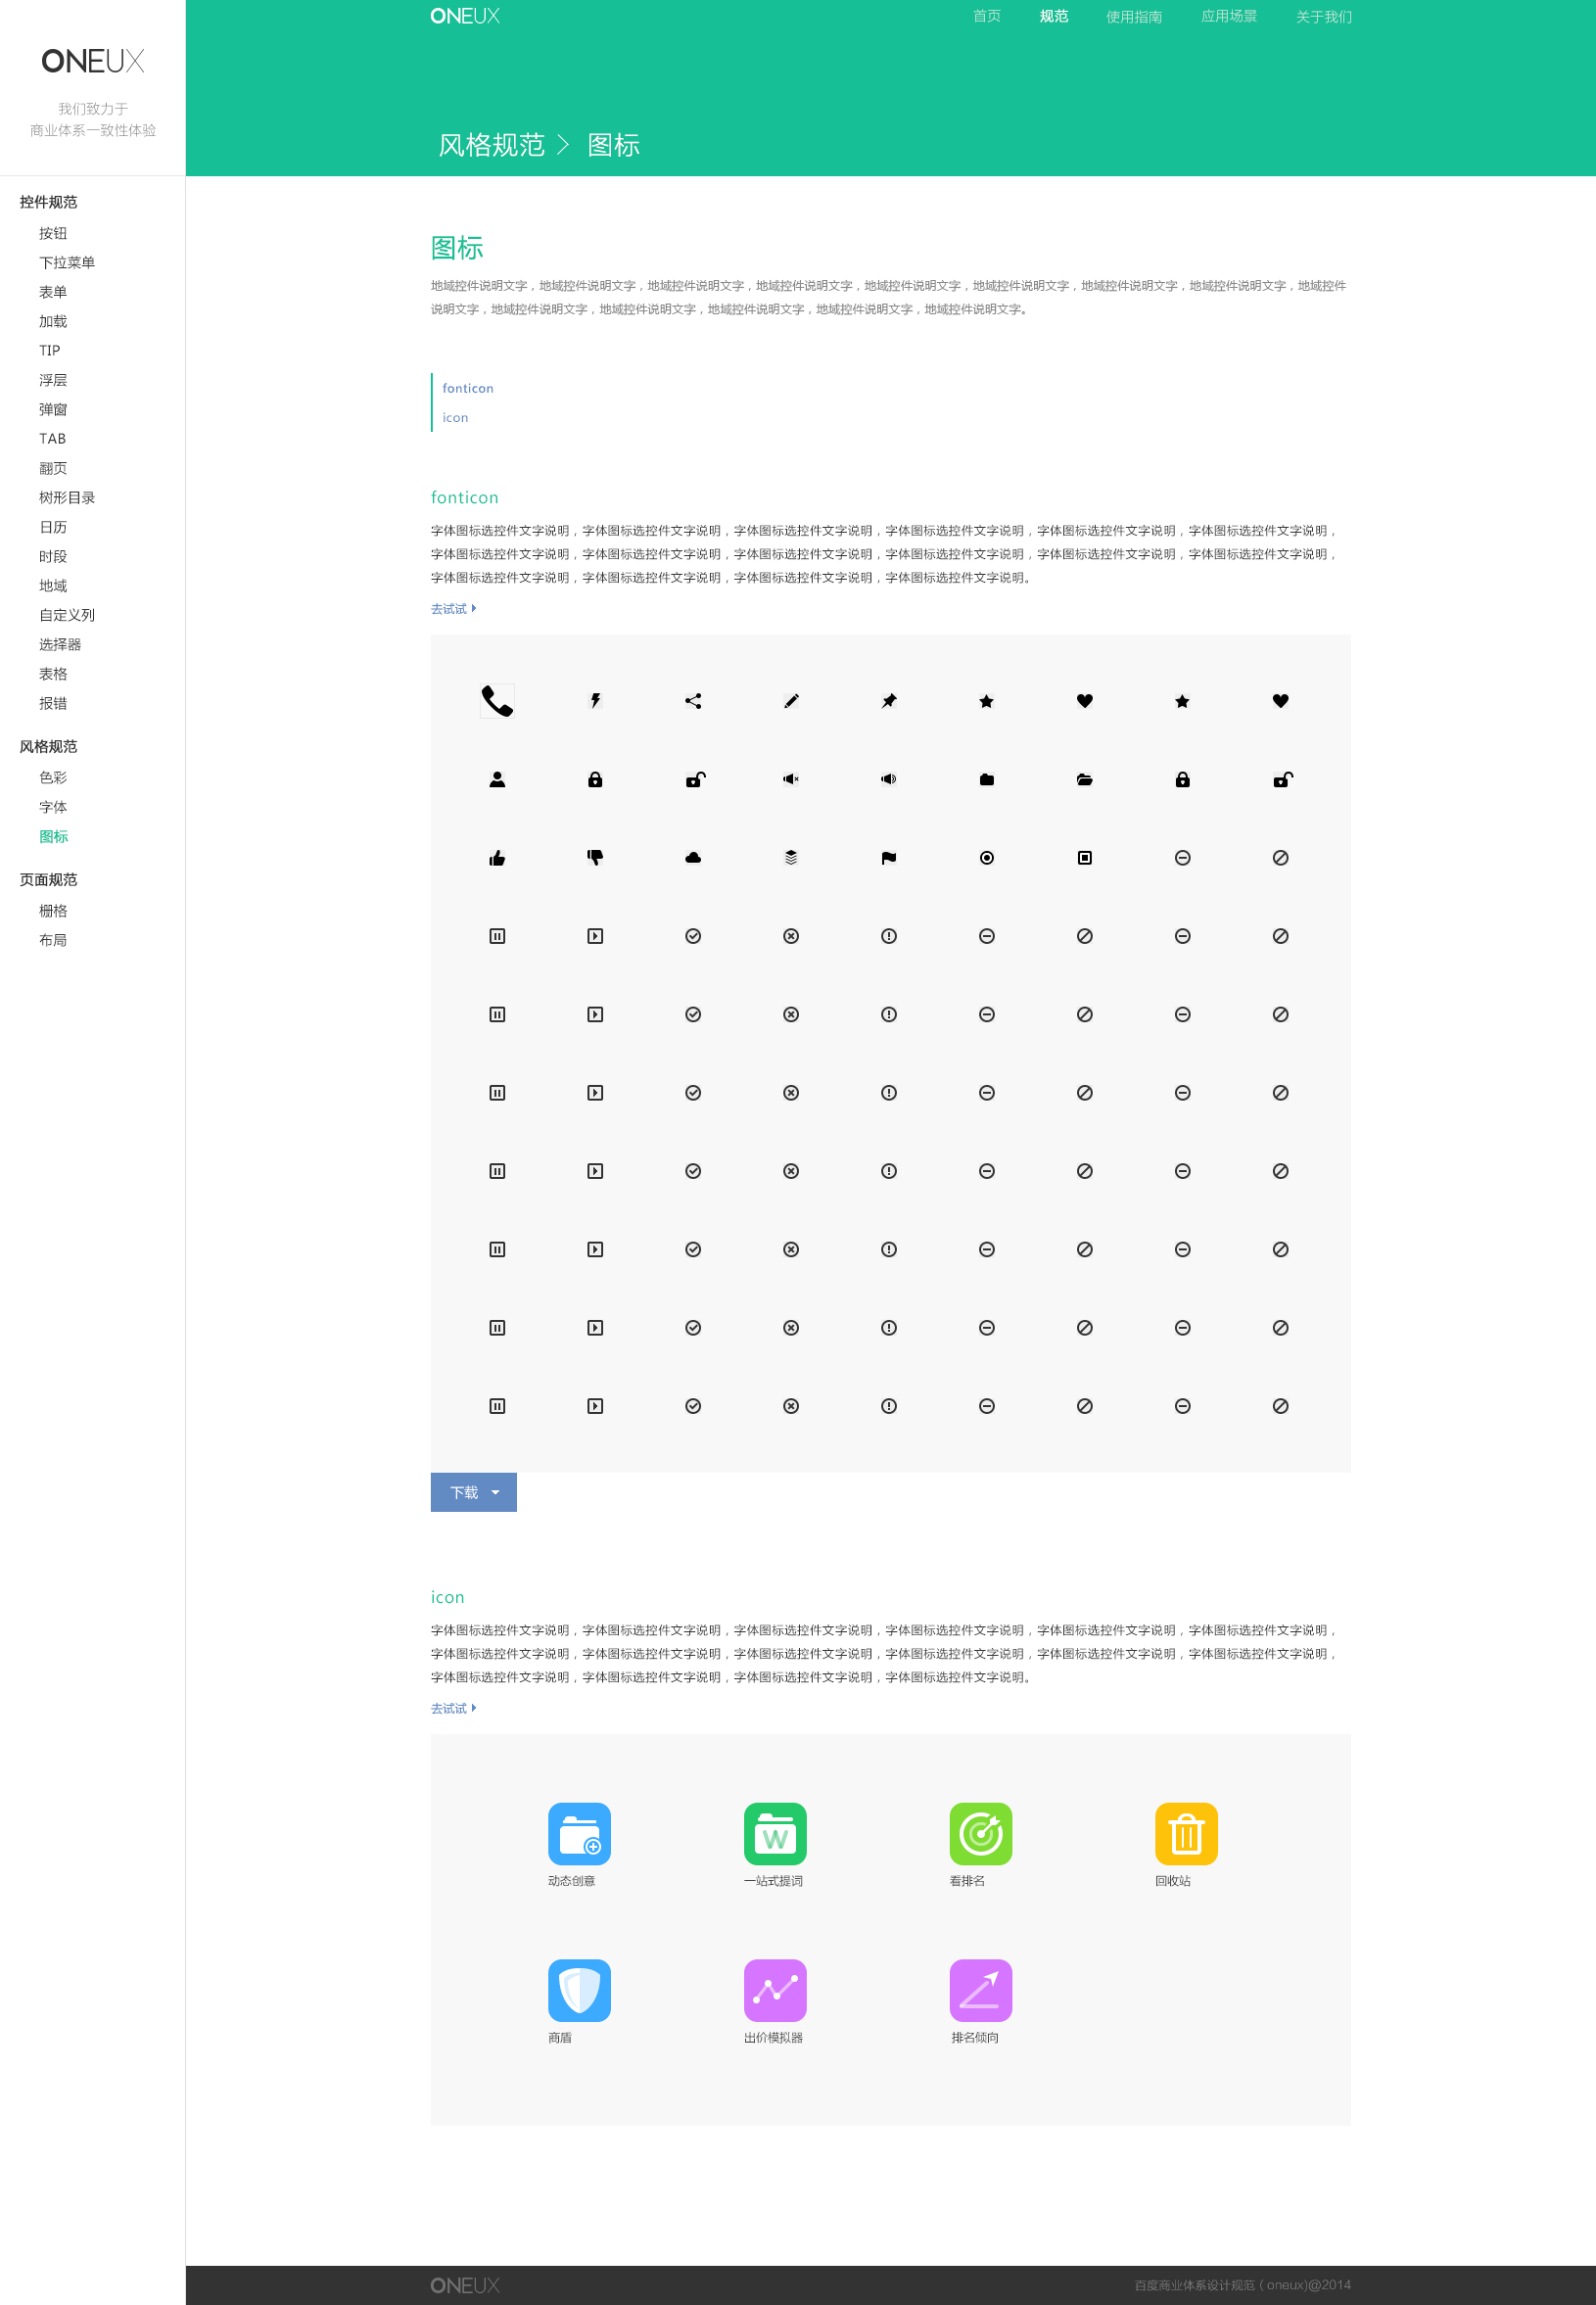 ONEUX
我们致力于
商业体系一致性体验
控件规范
按钮
下拉菜单
表单
加载
TIP
浮层
弹窗
TAB
翻页
树形目录
日历
时段
地域
自定义列
选择器
表格
报错
风格规范
色彩
字体
图标
页面规范
栅格
布局
ONEUX
首页 规范 使用指南 应用场景 关于我们
风格规范 图标
图标
地域控件说明文字，地域控件说明文字，地域控件说明文字，地域控件说明文字，地域控件说明文字，地域控件说明文字，地域控件说明文字，地域控件说明文字，地域控件
说明文字，地域控件说明文字，地域控件说明文字，地域控件说明文字，地域控件说明文字，地域控件说明文字。
fonticon
icon
fonticon
字体图标选控件文字说明，字体图标选控件文字说明，字体图标选控件文字说明，字体图标选控件文字说明，字体图标选控件文字说明，字体图标选控件文字说明，
字体图标选控件文字说明，字体图标选控件文字说明，字体图标选控件文字说明，字体图标选控件文字说明，字体图标选控件文字说明，字体图标选控件文字说明，
字体图标选控件文字说明，字体图标选控件文字说明，字体图标选控件文字说明，字体图标选控件文字说明。
去试试
下载
icon
字体图标选控件文字说明，字体图标选控件文字说明，字体图标选控件文字说明，字体图标选控件文字说明，字体图标选控件文字说明，字体图标选控件文字说明，
字体图标选控件文字说明，字体图标选控件文字说明，字体图标选控件文字说明，字体图标选控件文字说明，字体图标选控件文字说明，字体图标选控件文字说明，
字体图标选控件文字说明，字体图标选控件文字说明，字体图标选控件文字说明，字体图标选控件文字说明。
去试试
W
动态创意 一站式提词 看排名 回收站
商盾 出价模拟器 排名倾向
ONEUX
百度商业体系设计规范 ( oneux)@2014